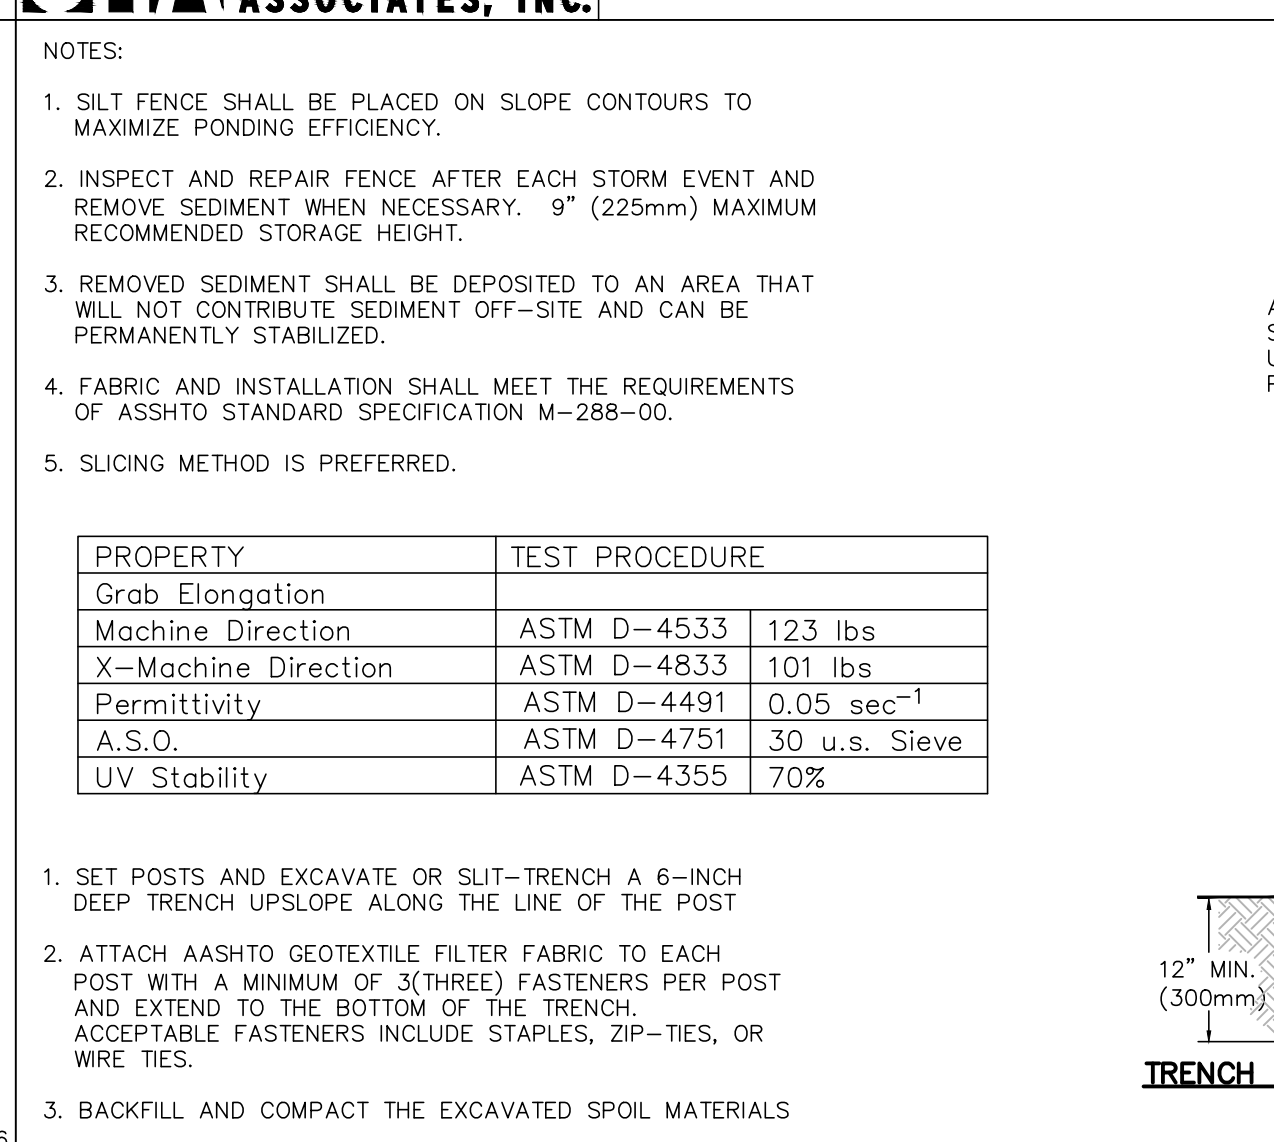 ASSOCIATES, INC.
NOTES:
1. SILT FENCE SHALL BE PLACED ON SLOPE CONTOURS TO
MAXIMIZE PONDING EFFICIENCY.
2. INSPECT AND REPAIR FENCE AFTER EACH STORM EVENT AND
REMOVE SEDIMENT WHEN NECESSARY. 9" (225mm) MAXIMUM
RECOMMENDED STORAGE HEIGHT.
3. REMOVED SEDIMENT SHALL BE DEPOSITED TO AN AREA THAT
WILL NOT CONTRIBUTE SEDIMENT OFF-SITE AND CAN BE
PERMANENTLY STABILIZED.
4. FABRIC AND INSTALLATION SHALL MEET THE REQUIREMENTS
OF ASSHTO STANDARD SPECIFICATION M-288-00.
5. SLICING METHOD IS PREFERRED.
PROPERTY TEST PROCEDURE
Grab Elongation
Machine Direction ASTM D-4533 123 lbs
X-Machine Direction ASTM D-4833 101 lbs
Permittivity ASTM D-4491 0.05 sec⁻¹
A.S.O. ASTM D-4751 30 u.s. Sieve
UV Stability ASTM D-4355 70%
1. SET POSTS AND EXCAVATE OR SLIT-TRENCH A 6-INCH
DEEP TRENCH UPSLOPE ALONG THE LINE OF THE POST
2. ATTACH AASHTO GEOTEXTILE FILTER FABRIC TO EACH
POST WITH A MINIMUM OF 3(THREE) FASTENERS PER POST
AND EXTEND TO THE BOTTOM OF THE TRENCH.
ACCEPTABLE FASTENERS INCLUDE STAPLES, ZIP-TIES, OR
WIRE TIES.
3. BACKFILL AND COMPACT THE EXCAVATED SPOIL MATERIALS
12" MIN.
(300mm)
TRENCH